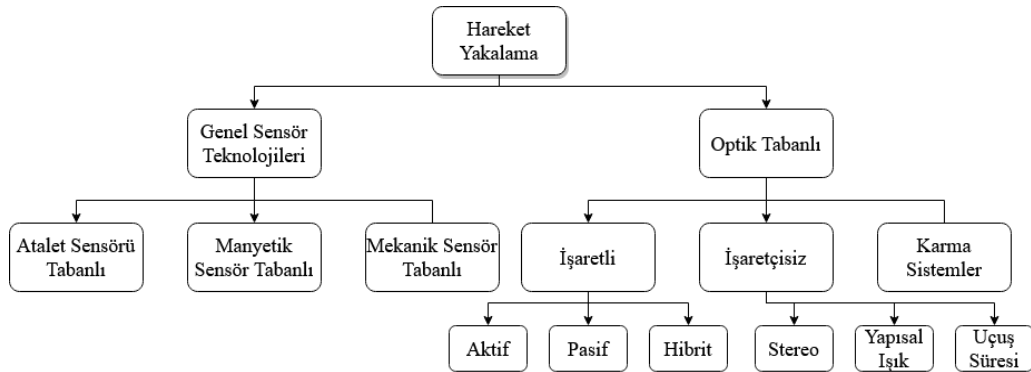 Hareket
Yakalama
Genel Sensör
Teknolojileri
Optik Tabanlı
Atalet Sensörü
Tabanlı
Manyetik
Sensör Tabanlı
Mekanik Sensör
Tabanlı
İşaretli
İşaretçisiz
Karma
Sistemler
Aktif
Pasif
Hibrit
Stereo
Yapısal
Işık
Uçuş
Süresi